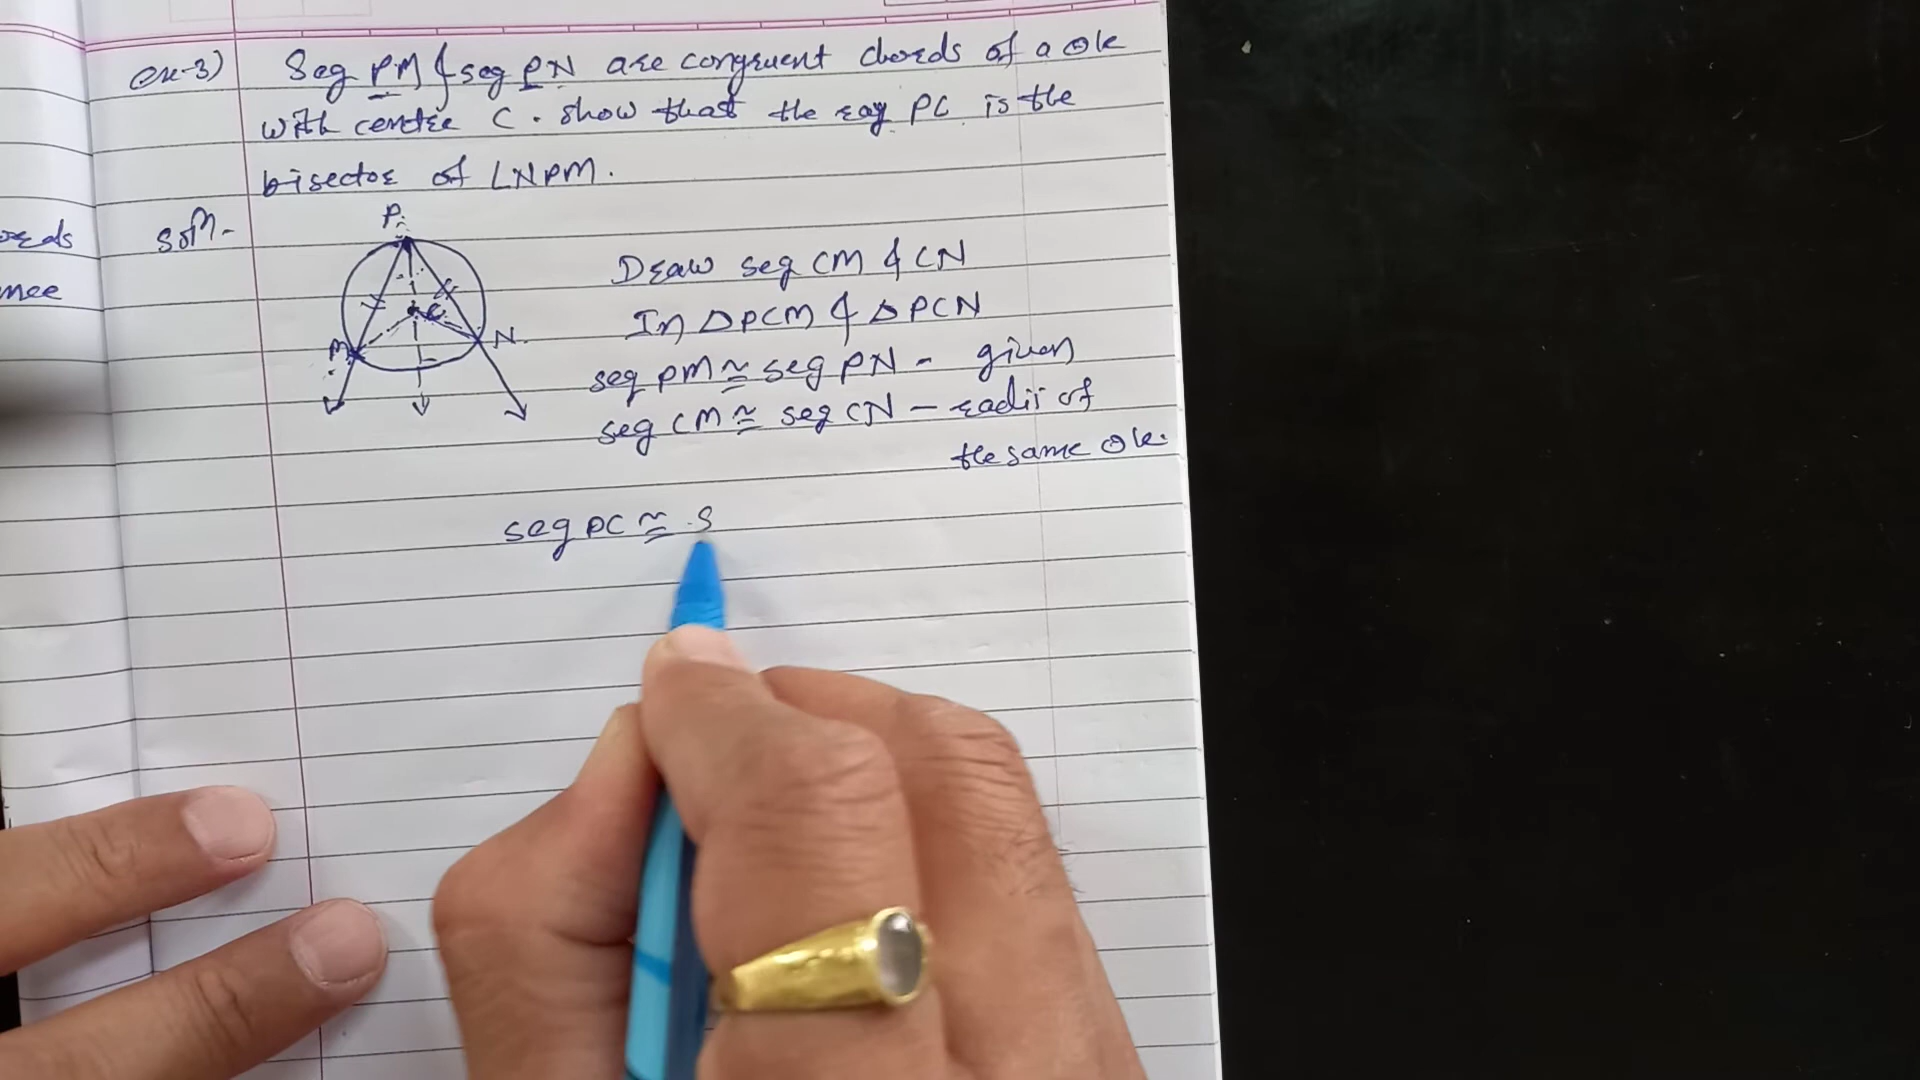 ex-3) Seg PM & seg PN are congruent chords of a ⊙le
with centre C. show that the ray PC is the
bisector of ∠NPM.
soln-
P
C
M
N
Draw seg CM & CN
In △PCM & △PCN
seg PM ≅ seg PN - given
seg CM ≅ seg CN - radii of
the same ⊙le.
seg PC ≅ s